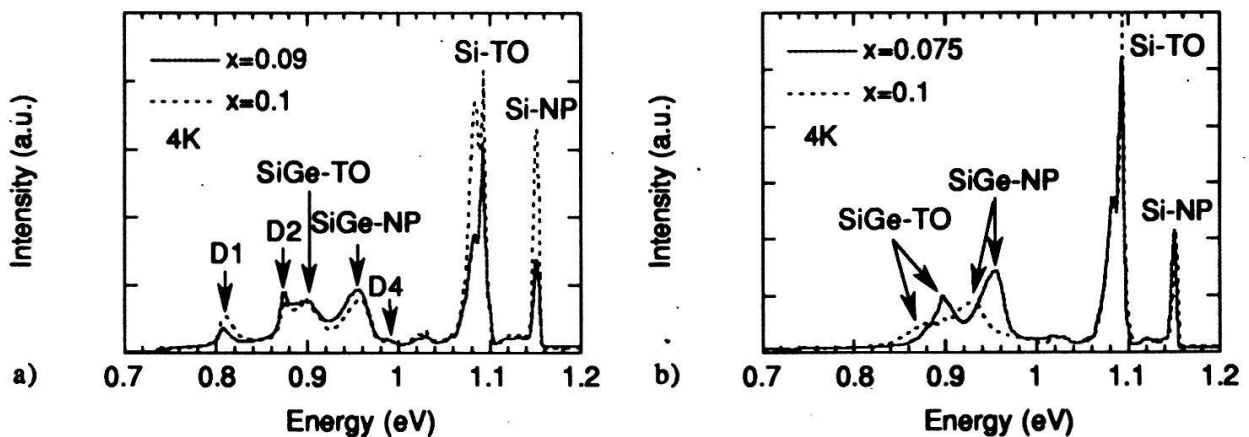 Intensity (a.u.)
x=0.09
x=0.1
4K
Si-TO
Si-NP
SiGe-TO
SiGe-NP
D1
D2
D4
a)
0.7 0.8 0.9 1 1.1 1.2
Energy (eV)
Intensity (a.u.)
x=0.075
x=0.1
4K
Si-TO
SiGe-NP
SiGe-TO
Si-NP
b)
0.7 0.8 0.9 1 1.1 1.2
Energy (eV)